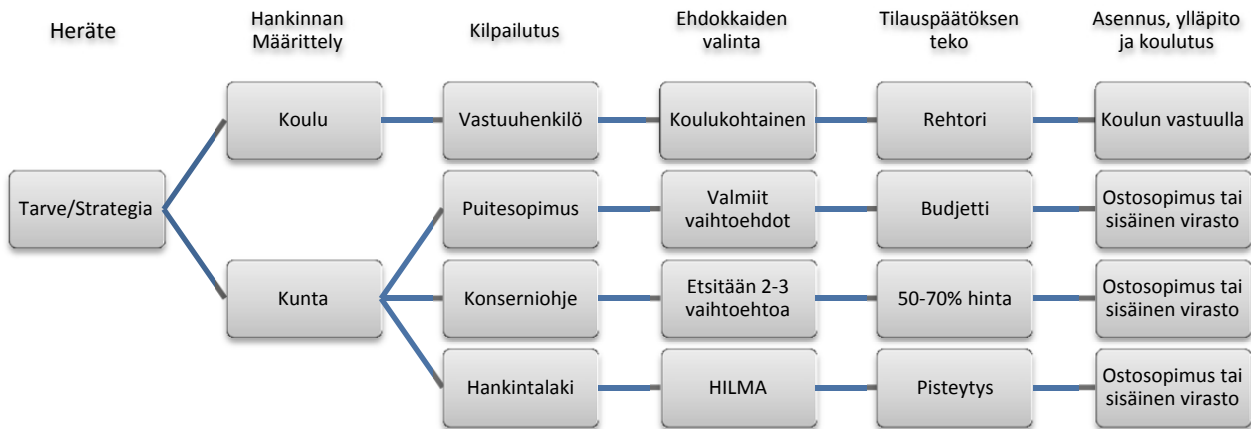 Heräte
Hankinnan
Määrittely
Kilpailutus
Ehdokkaiden
valinta
Tilauspäätöksen
teko
Asennus, ylläpito
ja koulutus
Tarve/Strategia
Koulu
Vastuuhenkilö
Koulukohtainen
Rehtori
Koulun vastuulla
Kunta
Puitesopimus
Valmiit
vaihtoehdot
Budjetti
Ostosopimus tai
sisäinen virasto
Konserniohje
Etsitään 2-3
vaihtoehtoa
50-70% hinta
Ostosopimus tai
sisäinen virasto
Hankintalaki
HILMA
Pisteytys
Ostosopimus tai
sisäinen virasto